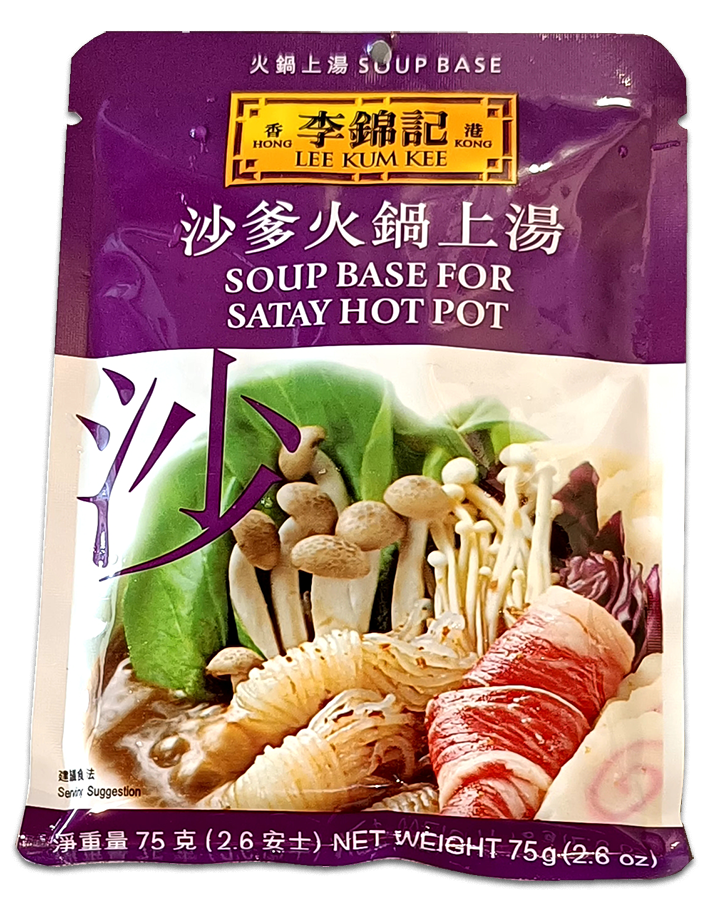 火鍋上湯 SOUP BASE
香 李錦記 港
HONG KONG
LEE KUM KEE
沙爹火鍋上湯
SOUP BASE FOR
SATAY HOT POT
沙
建議食法
Serving Suggestion
淨重量 75 克 (2.6 安士) NET WEIGHT 75g (2.6 oz)